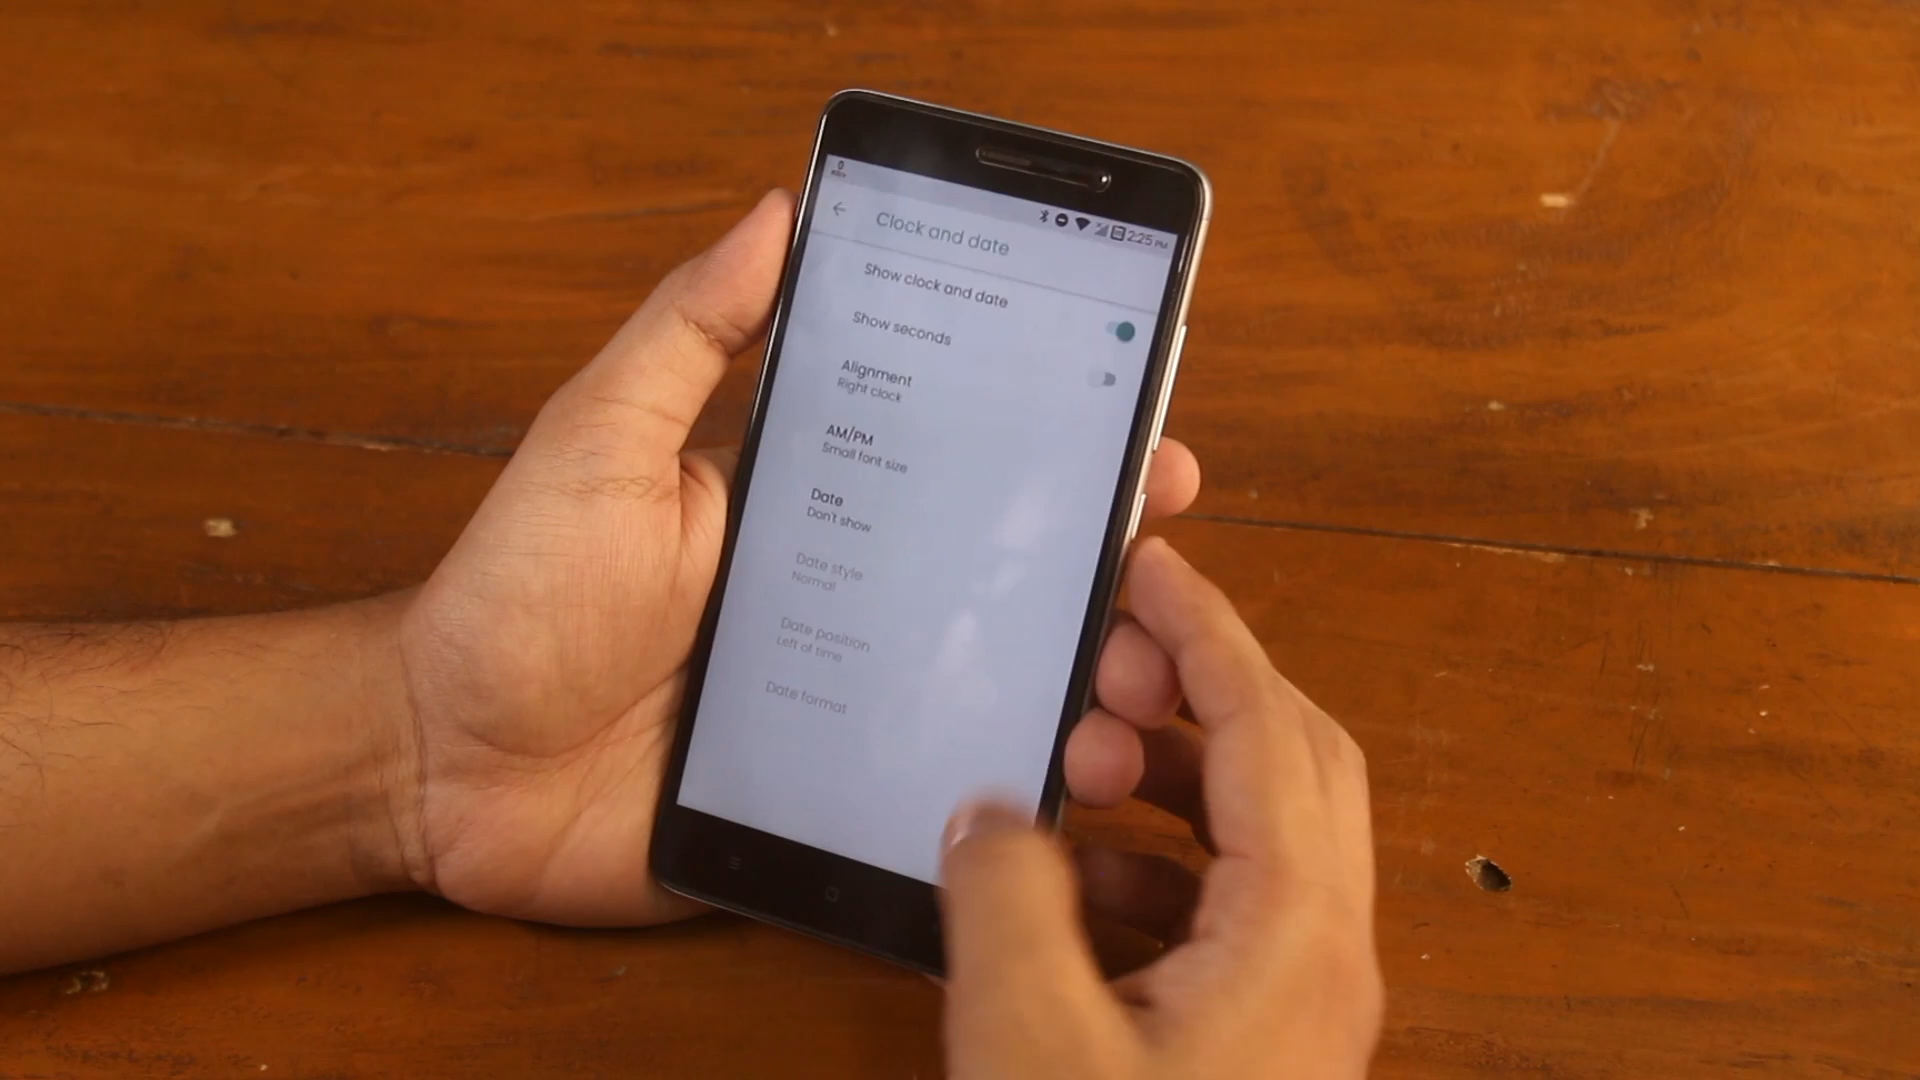 0
2:25 PM
Clock and date
Show clock and date
Show seconds
Alignment
Right clock
AM/PM
Small font size
Date
Don't show
Date style
Normal
Date position
Left of time
Date format